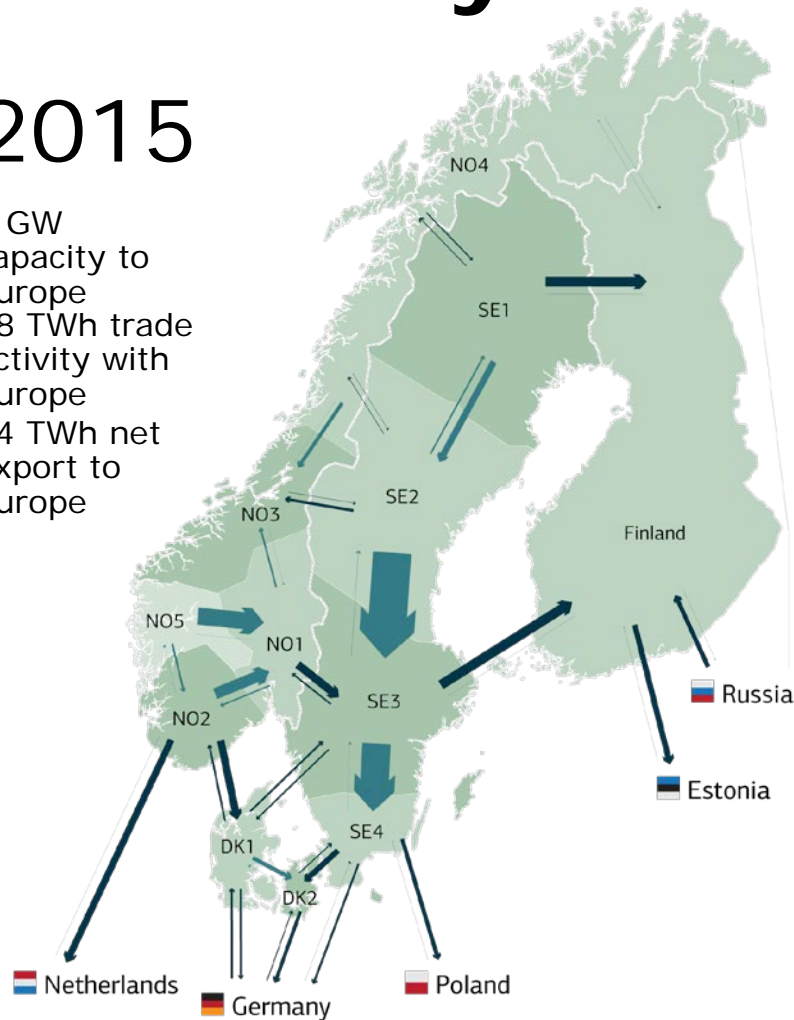 2015
GW
apacity to
urope
8 TWh trade
ctivity with
urope
4 TWh net
xport to
urope
NO4
SE1
SE2
NO3
Finland
NO5
NO1
SE3
NO2
Russia
Estonia
SE4
DK1
DK2
Netherlands
Poland
Germany